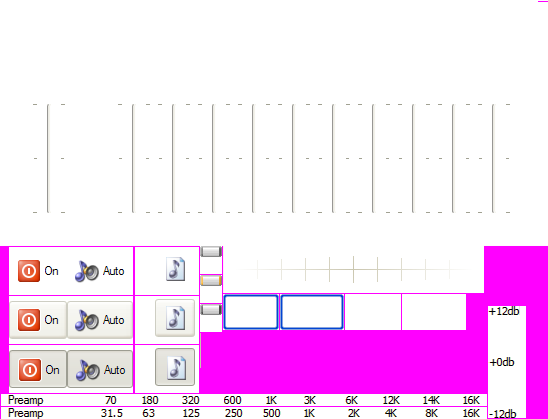 On Auto
On Auto
+12db
+0db
On Auto
Preamp 70 180 320 600 1K 3K 6K 12K 14K 16K
Preamp 31.5 63 125 250 500 1K 2K 4K 8K 16K
-12db